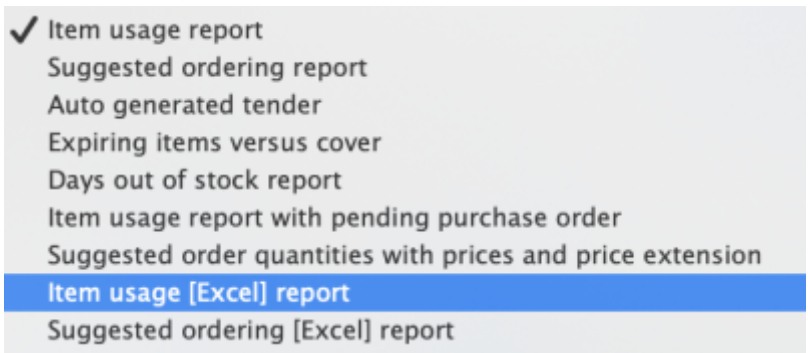 Item usage report
Suggested ordering report
Auto generated tender
Expiring items versus cover
Days out of stock report
Item usage report with pending purchase order
Suggested order quantities with prices and price extension
Item usage [Excel] report
Suggested ordering [Excel] report